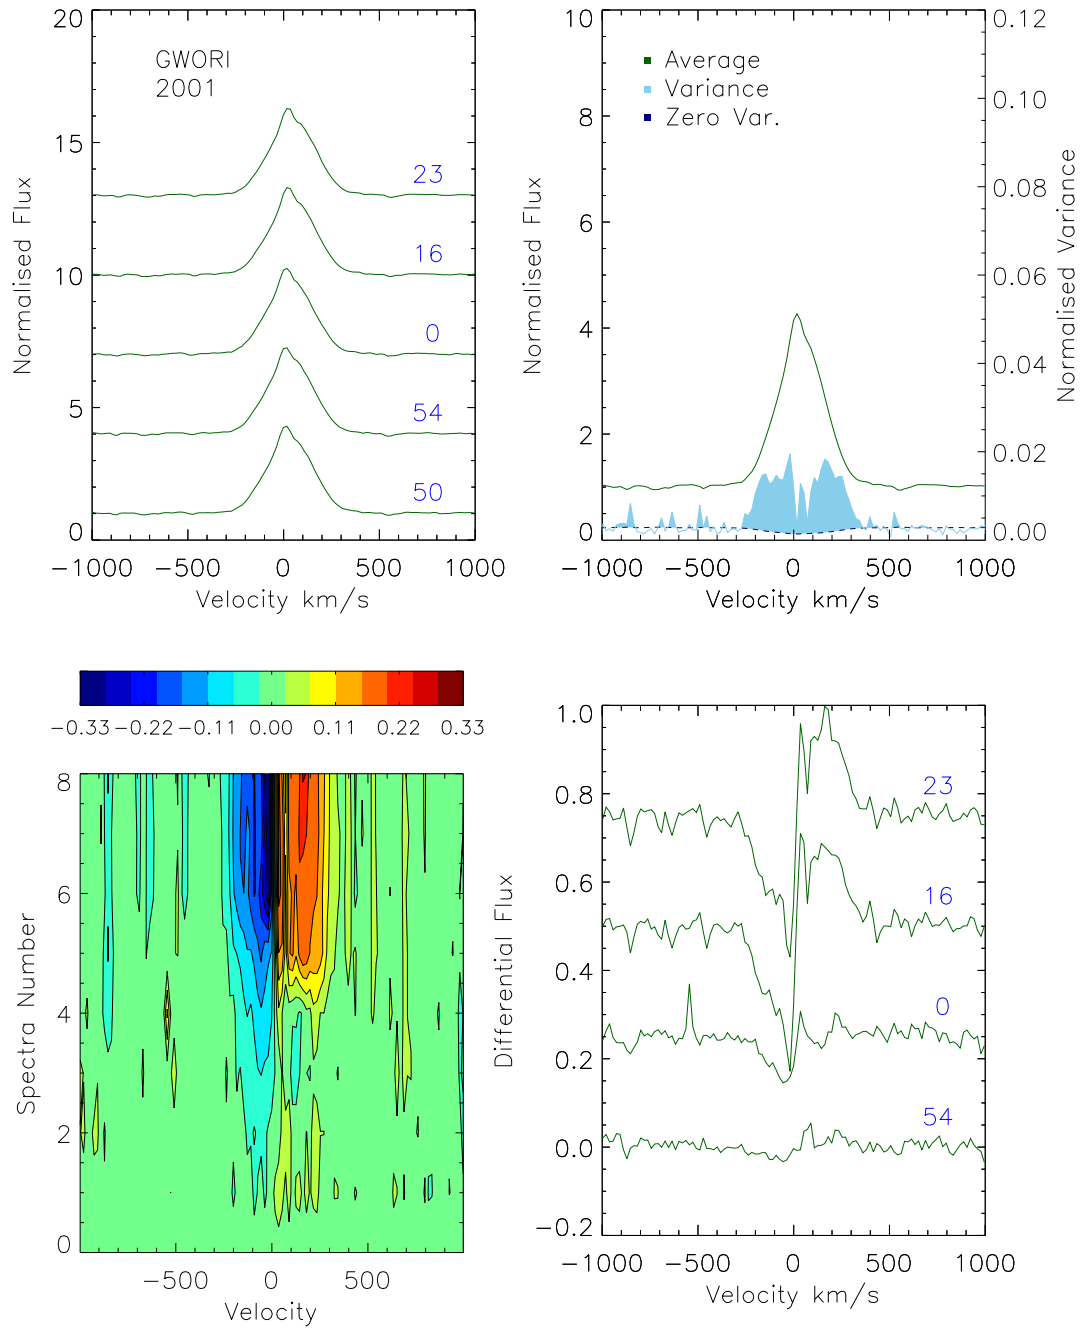 20
15
10
5
0
GWORI
2001
23
16
0
54
50
−1000 −500 0 500 1000
Velocity km/s
Normalised Flux
10
8
6
4
2
0
Average
Variance
Zero Var.
0.12
0.10
0.08
0.06
0.04
0.02
0.00
−1000 −500 0 500 1000
Velocity km/s
Normalised Flux
Normalised Variance
−0.33 −0.22 −0.11 0.00 0.11 0.22 0.33
8
6
4
2
0
−500 0 500
Velocity
Spectra Number
1.0
0.8
0.6
0.4
0.2
0.0
−0.2
23
16
0
54
−1000 −500 0 500 1000
Velocity km/s
Differential Flux